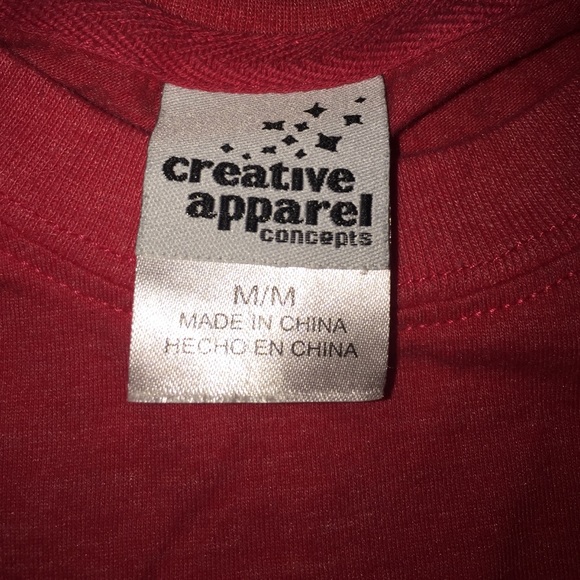 creative
apparel
concepts
M/M
MADE IN CHINA
HECHO EN CHINA